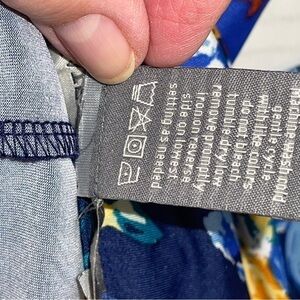 machine wash cold
gentle cycle
with like colors
do not bleach
tumble dry low
remove promptly
iron on reverse
side on lowest
setting as needed